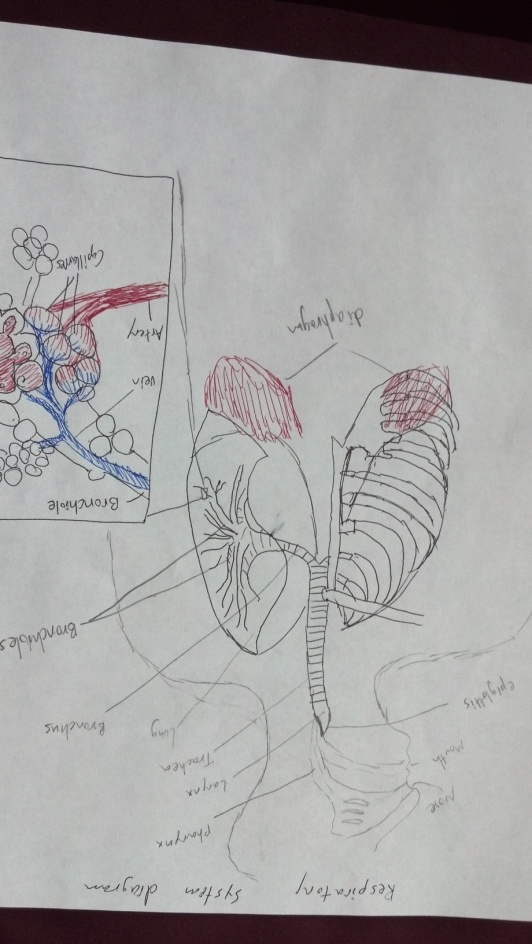 Respiratory System diagram
Nose
Pharynx
Mouth
Larynx
Trachea
Lung
Bronchus
epiglottis
Bronchioles
Bronchiole
vein
Artery
diaphragm
Capillaries